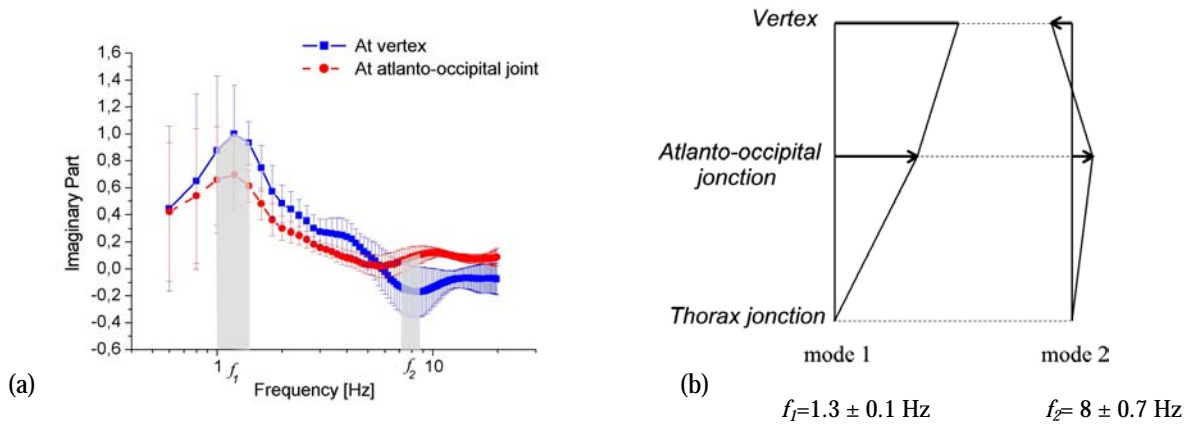 At vertex
At atlanto-occipital joint
Imaginary Part
1,6
1,4
1,2
1,0
0,8
0,6
0,4
0,2
0,0
-0,2
-0,4
-0,6
1
f1
f2
10
Frequency [Hz]
(a)
Vertex
Atlanto-occipital
jonction
Thorax jonction
mode 1
mode 2
(b)
f1=1.3 ± 0.1 Hz
f2= 8 ± 0.7 Hz